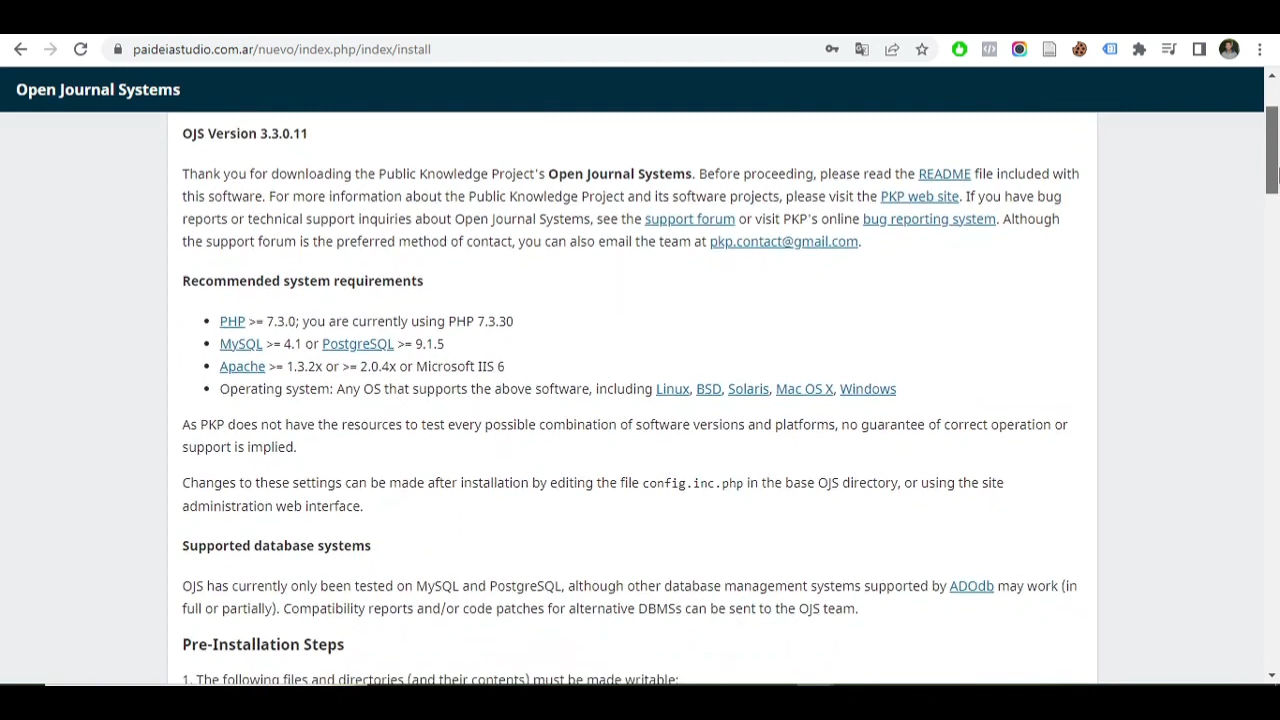 paideiastudio.com.ar/nuevo/index.php/index/install
Open Journal Systems
OJS Version 3.3.0.11
Thank you for downloading the Public Knowledge Project's Open Journal Systems. Before proceeding, please read the README file included with
this software. For more information about the Public Knowledge Project and its software projects, please visit the PKP web site. If you have bug
reports or technical support inquiries about Open Journal Systems, see the support forum or visit PKP's online bug reporting system. Although
the support forum is the preferred method of contact, you can also email the team at pkp.contact@gmail.com.
Recommended system requirements
• PHP >= 7.3.0; you are currently using PHP 7.3.30
• MySQL >= 4.1 or PostgreSQL >= 9.1.5
• Apache >= 1.3.2x or >= 2.0.4x or Microsoft IIS 6
• Operating system: Any OS that supports the above software, including Linux, BSD, Solaris, Mac OS X, Windows
As PKP does not have the resources to test every possible combination of software versions and platforms, no guarantee of correct operation or
support is implied.
Changes to these settings can be made after installation by editing the file config.inc.php in the base OJS directory, or using the site
administration web interface.
Supported database systems
OJS has currently only been tested on MySQL and PostgreSQL, although other database management systems supported by ADOdb may work (in
full or partially). Compatibility reports and/or code patches for alternative DBMSs can be sent to the OJS team.
Pre-Installation Steps
1. The following files and directories (and their contents) must be made writable: